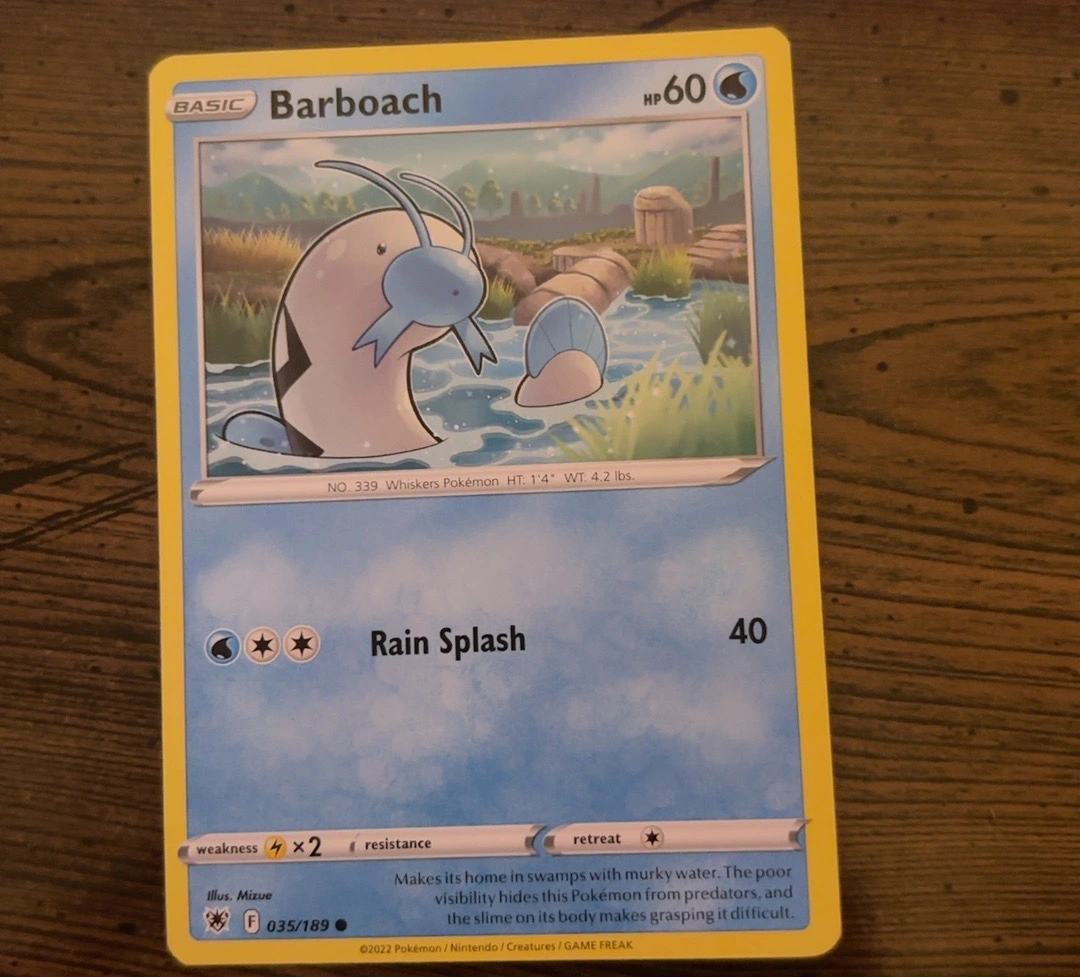 BASIC Barboach HP 60
NO. 339 Whiskers Pokémon HT: 1'4" WT: 4.2 lbs.
Rain Splash 40
weakness ×2 resistance retreat
Makes its home in swamps with murky water. The poor
visibility hides this Pokémon from predators, and
the slime on its body makes grasping it difficult.
Illus. Mizue
F 035/189
©2022 Pokémon / Nintendo / Creatures / GAME FREAK